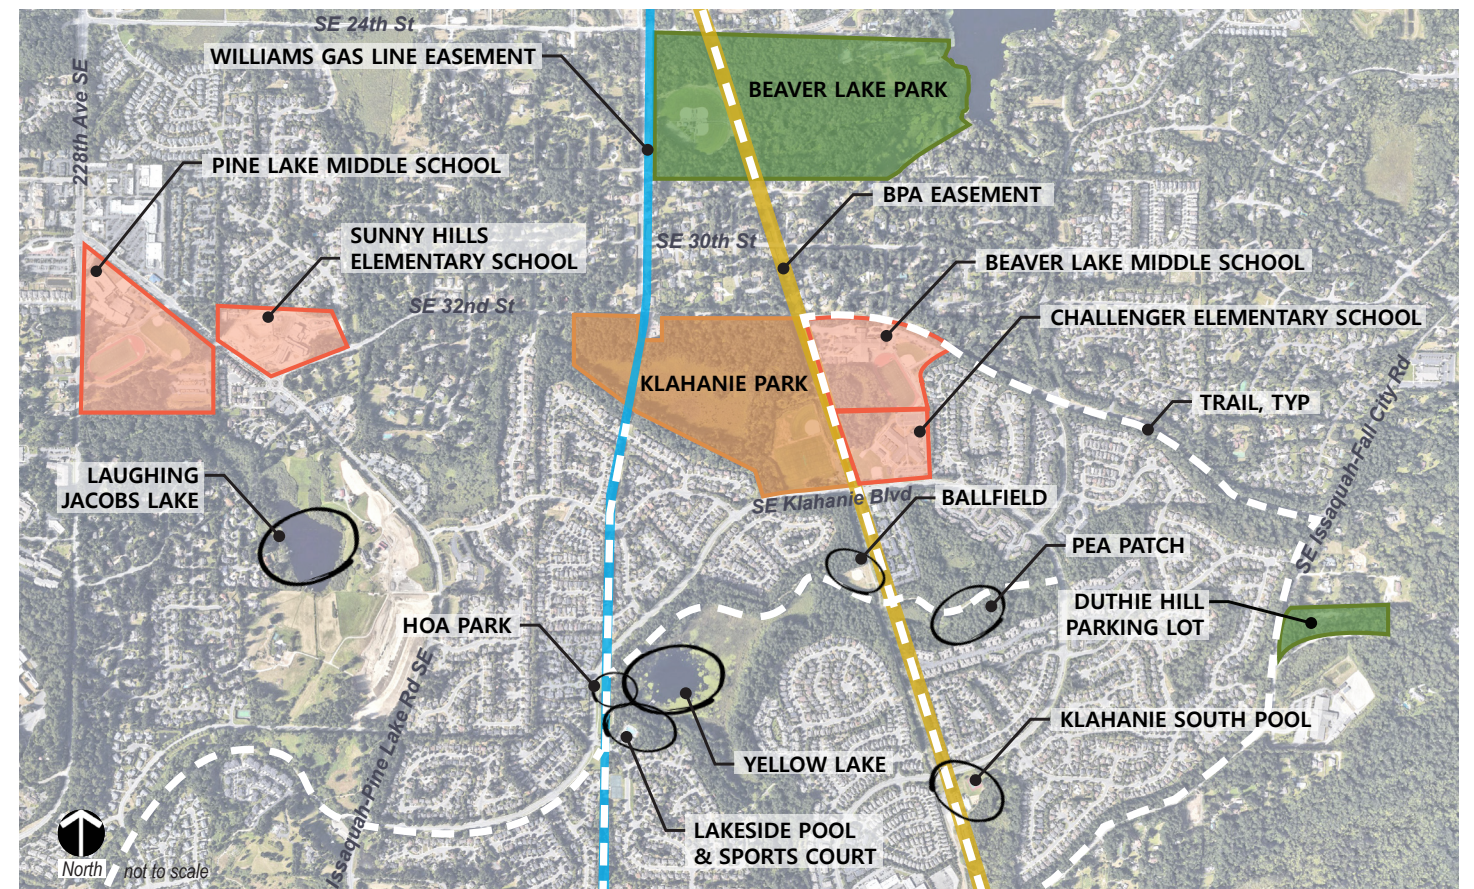 SE 24th St
WILLIAMS GAS LINE EASEMENT
228th Ave SE
BEAVER LAKE PARK
PINE LAKE MIDDLE SCHOOL
BPA EASEMENT
SUNNY HILLS
ELEMENTARY SCHOOL
SE 30th St
BEAVER LAKE MIDDLE SCHOOL
SE 32nd St
CHALLENGER ELEMENTARY SCHOOL
KLAHANIE PARK
TRAIL, TYP
SE Issaquah-Fall City Rd
LAUGHING
JACOBS LAKE
SE Klahanie Blvd
BALLFIELD
PEA PATCH
DUTHIE HILL
PARKING LOT
HOA PARK
Issaquah-Pine Lake Rd SE
KLAHANIE SOUTH POOL
YELLOW LAKE
LAKESIDE POOL
& SPORTS COURT
North
not to scale